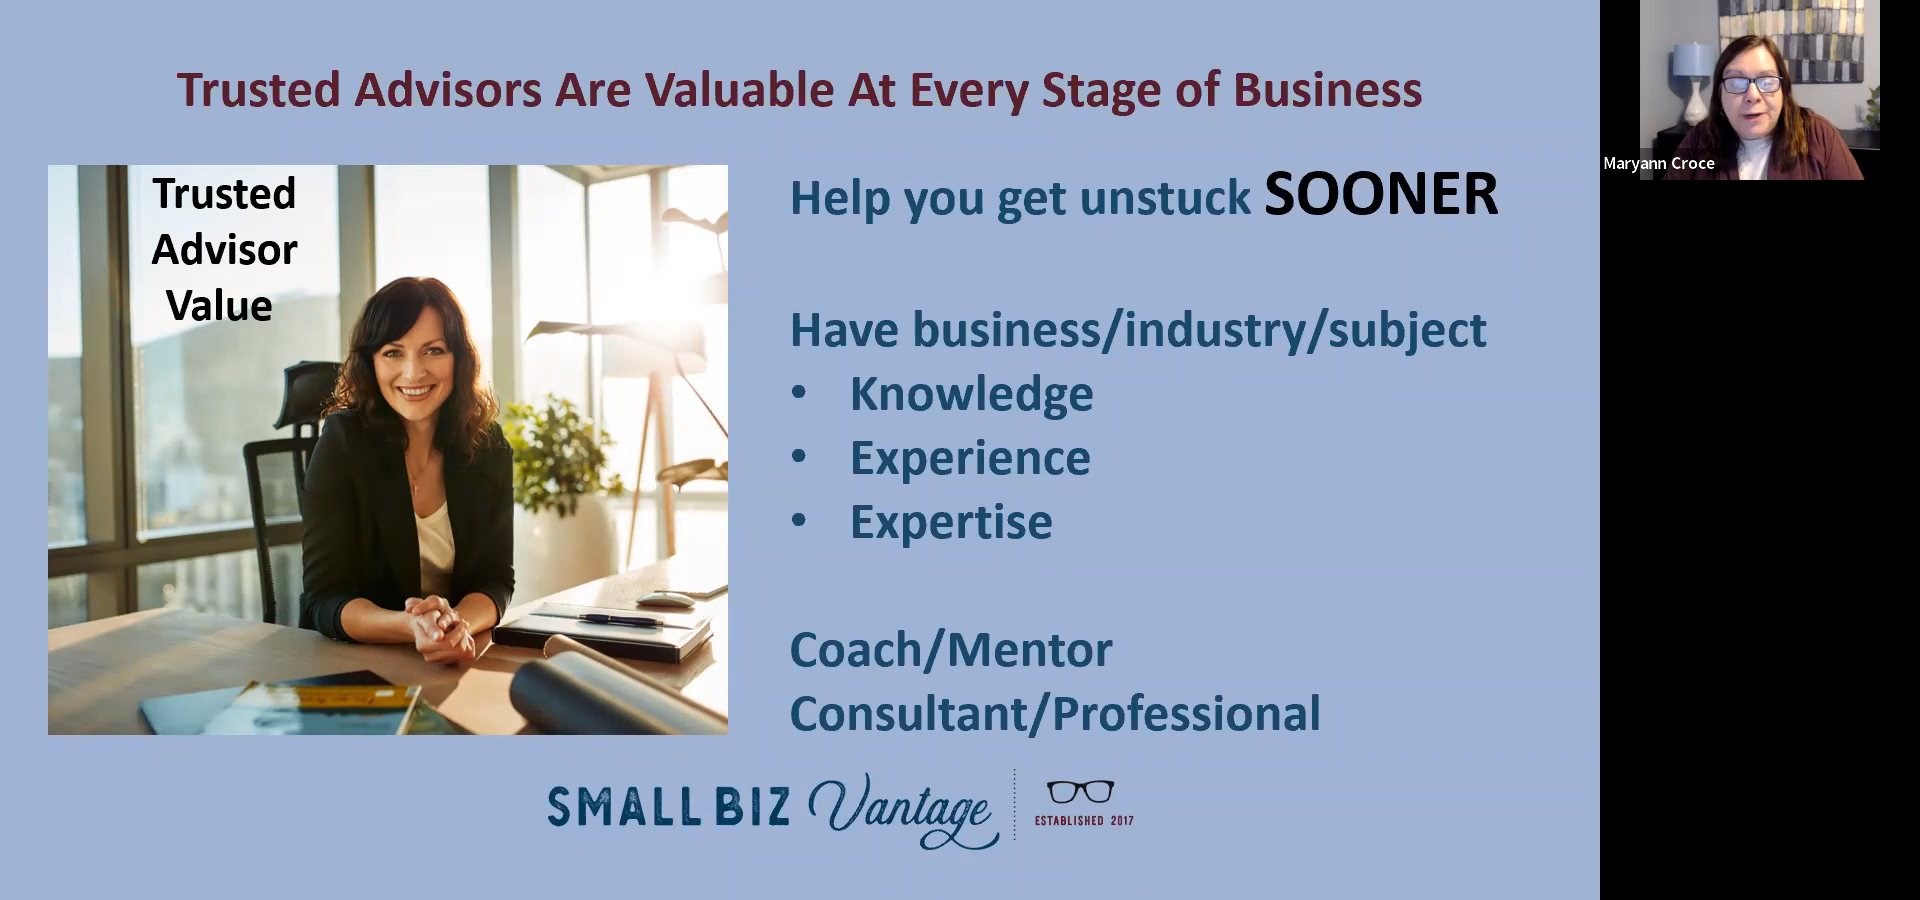 Trusted Advisors Are Valuable At Every Stage of Business
Trusted
Advisor
Value
Help you get unstuck SOONER
Have business/industry/subject
• Knowledge
• Experience
• Expertise
Coach/Mentor
Consultant/Professional
SMALL BIZ Vantage
ESTABLISHED 2017
Maryann Croce